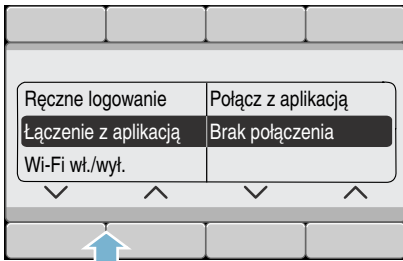 Ręczne logowanie
Połącz z aplikacją
Łączenie z aplikacją
Brak połączenia
Wi-Fi wł./wył.